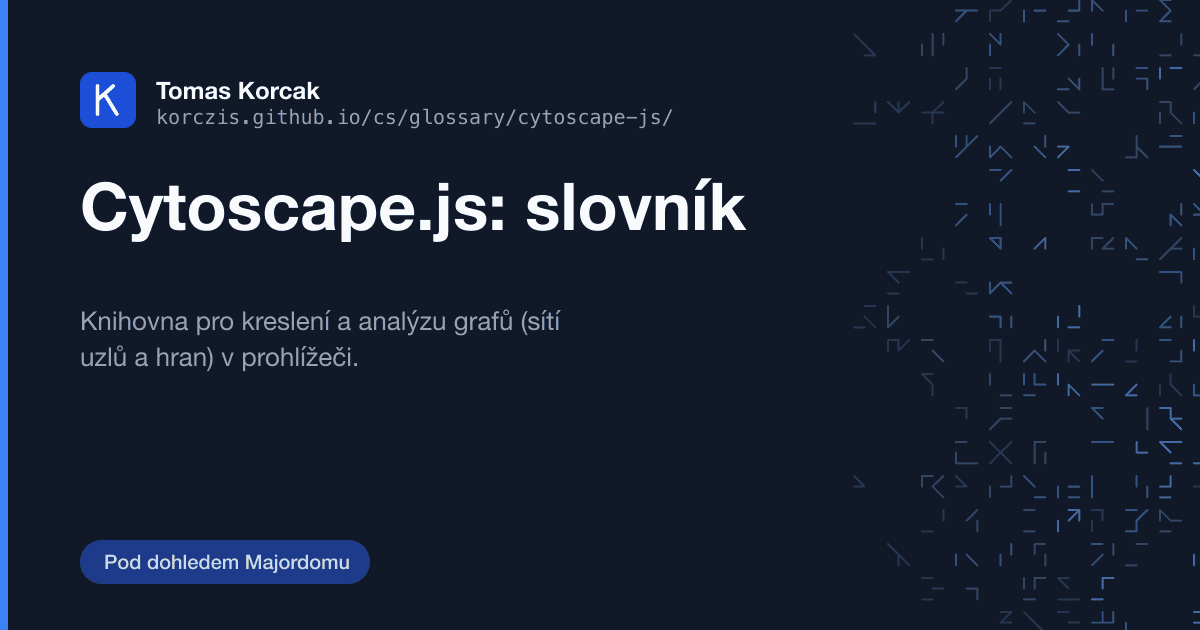 K
Tomas Korcak
korczis.github.io/cs/glossary/cytoscape-js/
Cytoscape.js: slovník
Knihovna pro kreslení a analýzu grafů (sítí
uzlů a hran) v prohlížeči.
Pod dohledem Majordomu